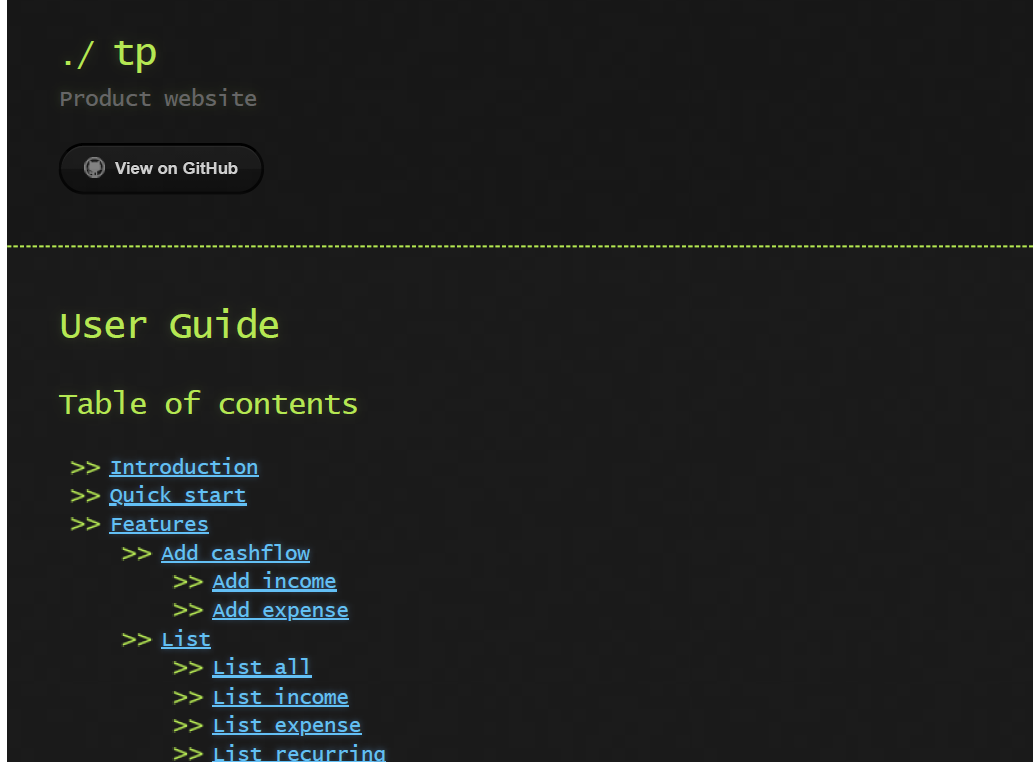 ./ tp
Product website
View on GitHub
User Guide
Table of contents
>> Introduction
>> Quick start
>> Features
>> Add cashflow
>> Add income
>> Add expense
>> List
>> List all
>> List income
>> List expense
>> List recurring